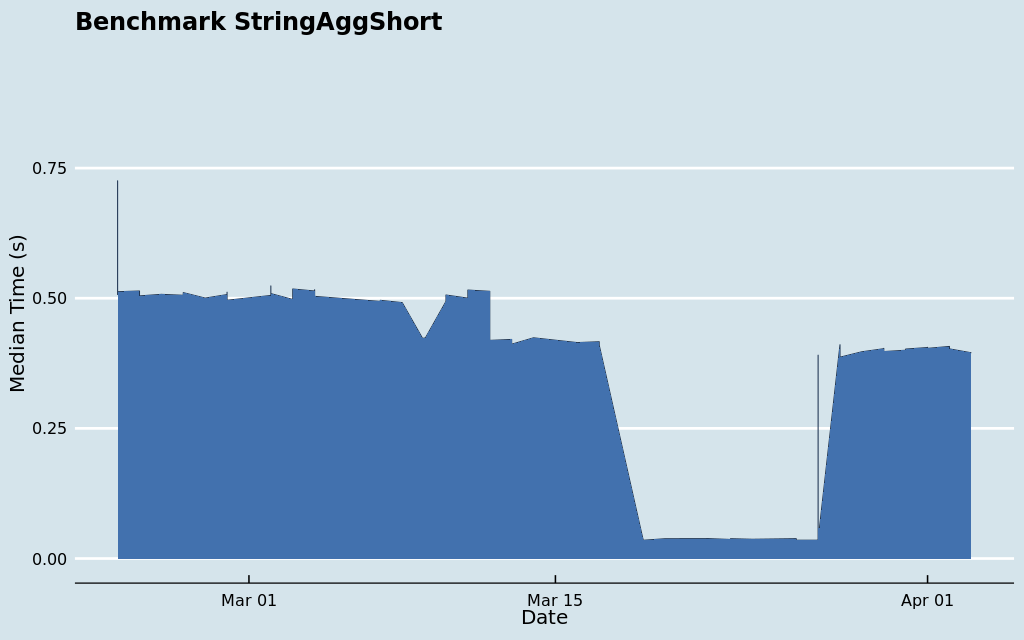 Benchmark StringAggShort
0.75
0.50
0.25
0.00
Median Time (s)
Mar 01
Mar 15
Apr 01
Date